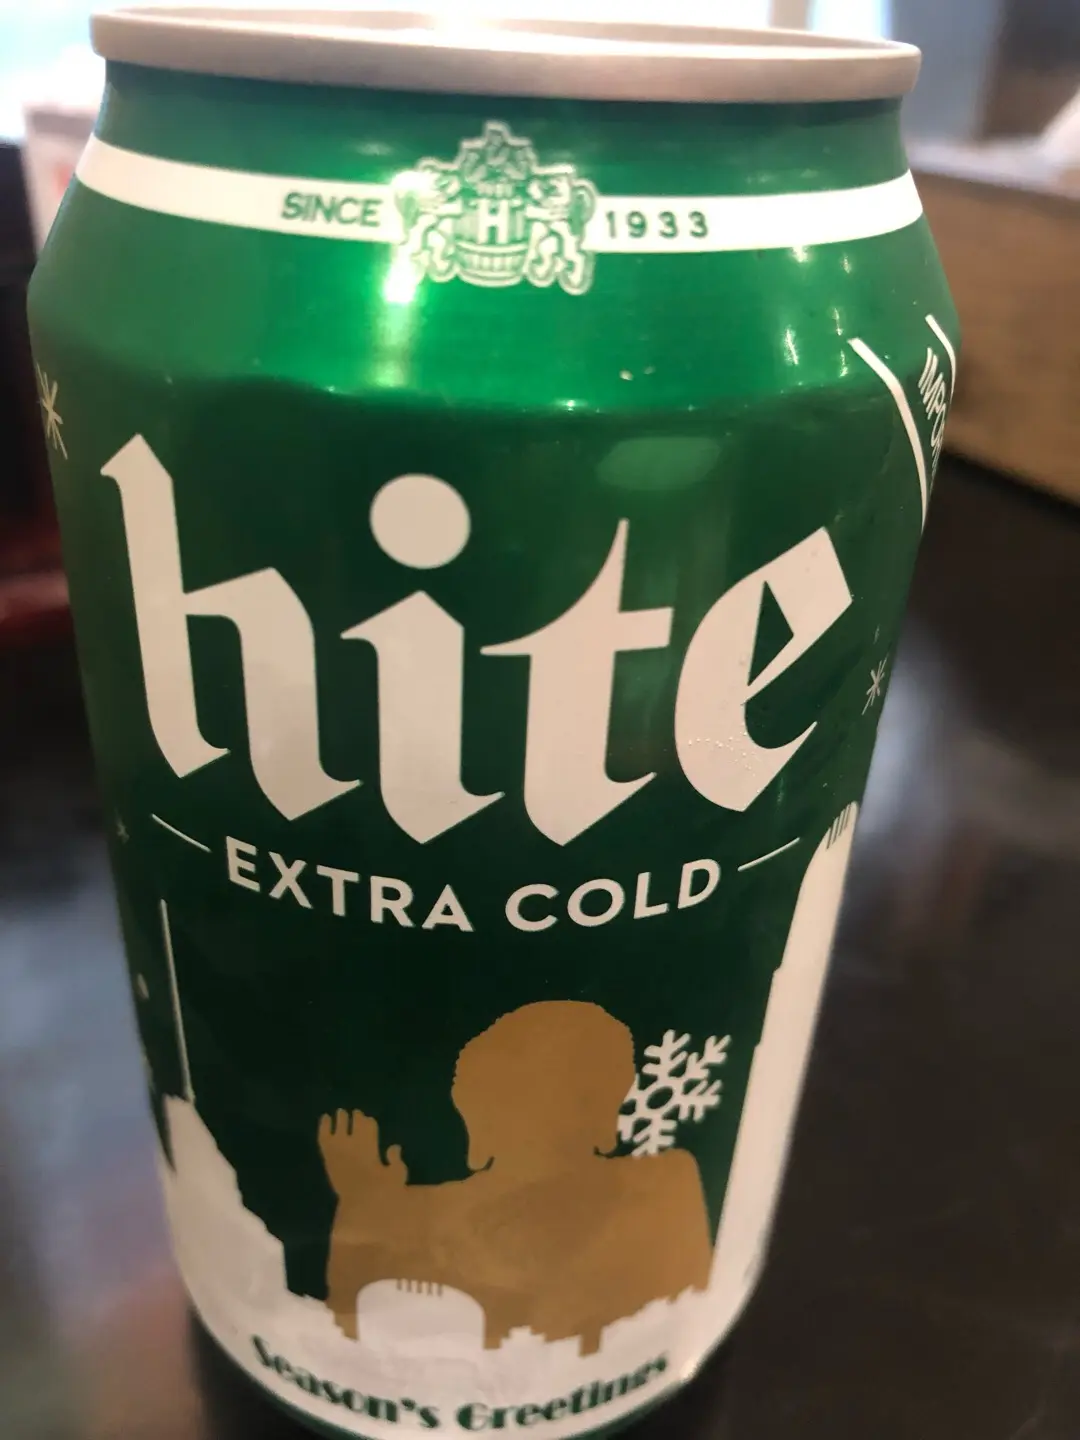 SINCE H 1933
hite
EXTRA COLD
Season's Greetings